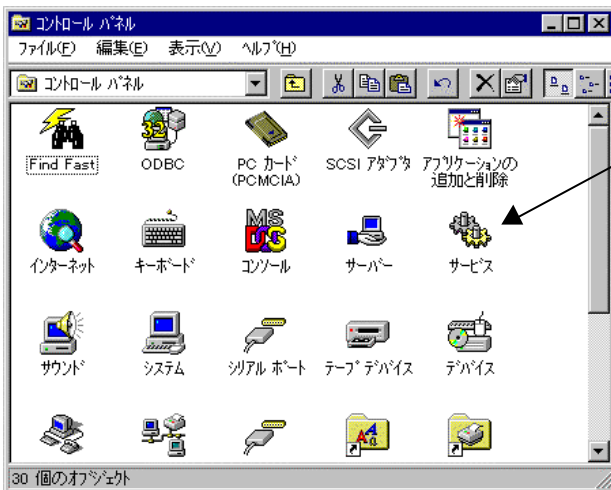 コントロール パネル
ファイル(F) 編集(E) 表示(V) ヘルプ(H)
コントロール パネル
Find Fast
ODBC
PC カード
(PCMCIA)
SCSI アダプタ
アプリケーションの
追加と削除
インターネット
キーボード
MS
DOS
コンソール
サーバー
サービス
サウンド
システム
シリアル ポート
テープ デバイス
デバイス
30 個のオブジェクト